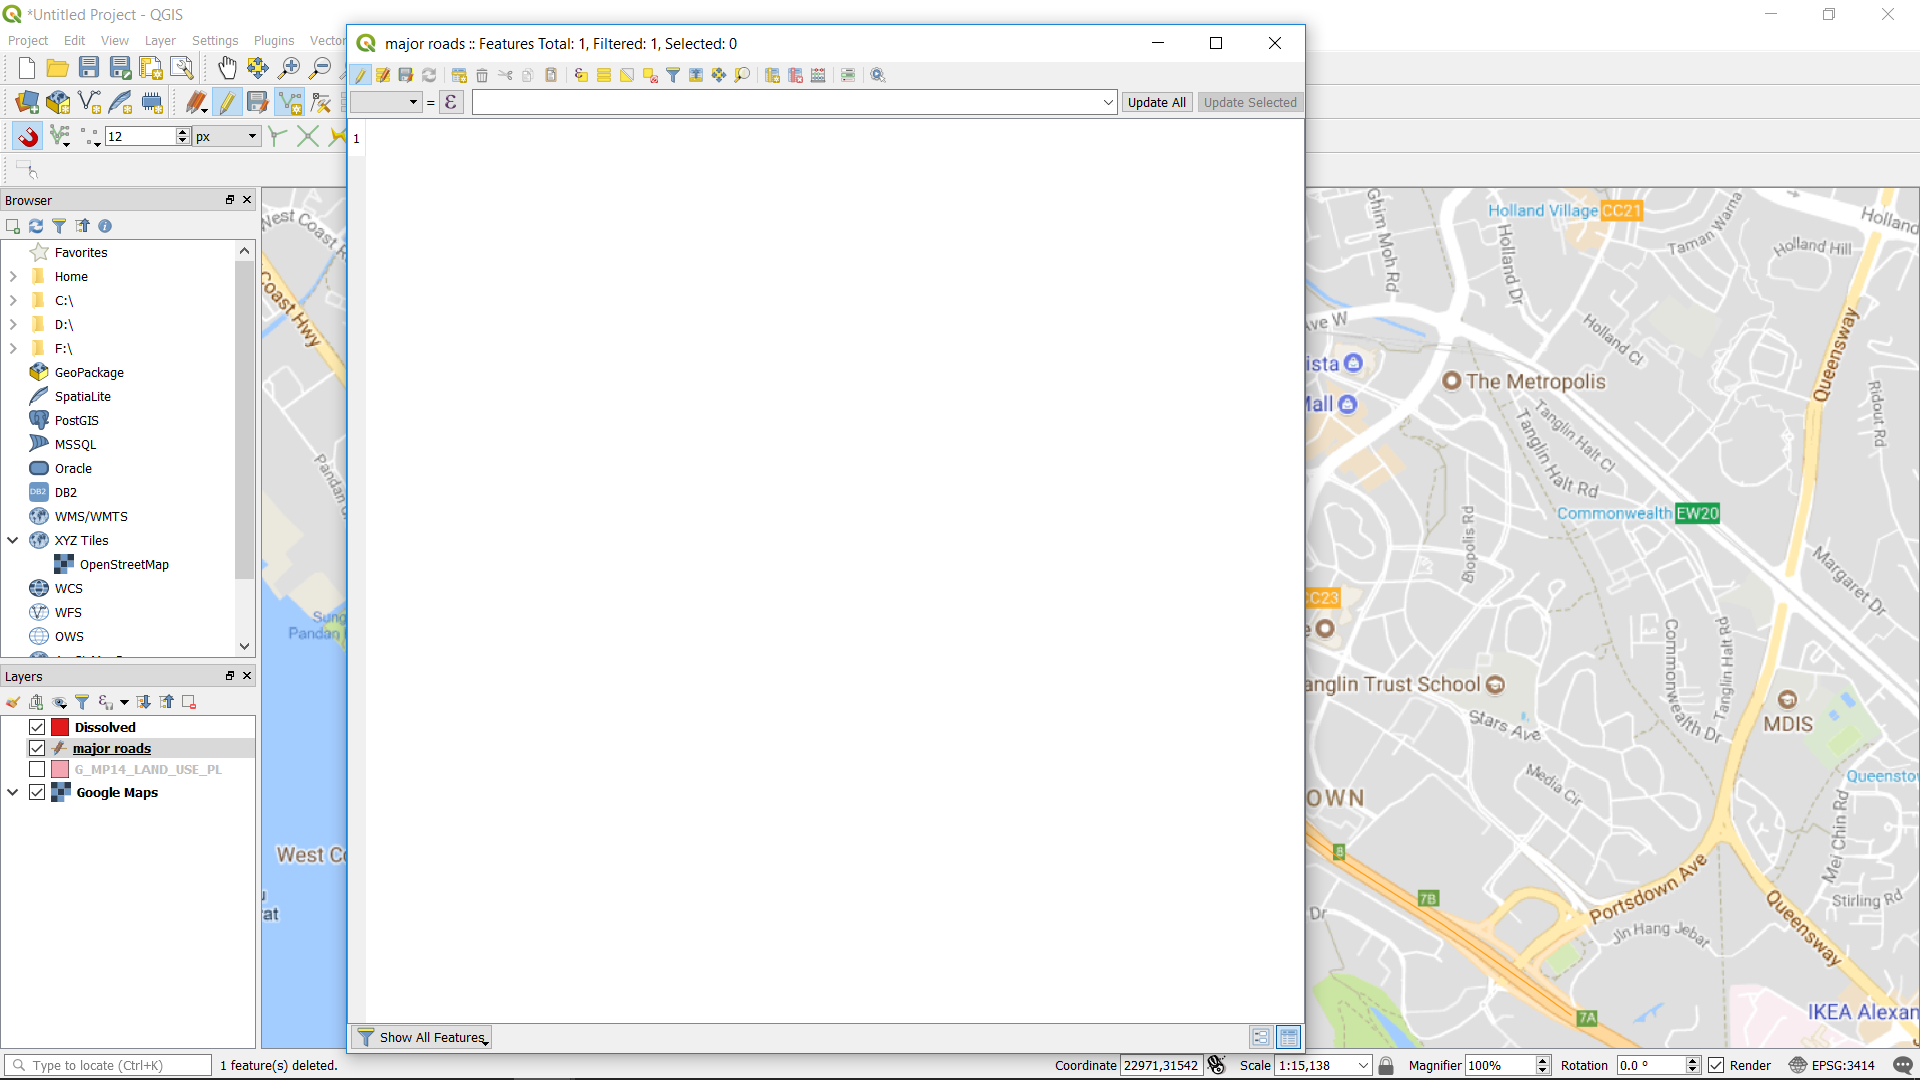 *Untitled Project - QGIS
Project Edit View Layer Settings Plugins Vector
major roads :: Features Total: 1, Filtered: 1, Selected: 0
= ε
Update All
Update Selected
12
px
1
Browser
Favorites
Home
C:\
D:\
F:\
GeoPackage
SpatiaLite
PostGIS
MSSQL
Oracle
DB2
DB2
WMS/WMTS
XYZ Tiles
OpenStreetMap
WCS
WFS
OWS
Layers
Dissolved
major roads
G_MP14_LAND_USE_PL
Google Maps
West Coast
Coast Hwy
Pandan
Sung
Pandan
West Co
at
Ghim Moh Rd
Holland Village CC21
Holland Dr
Taman Warna
Holland Hill
Holland
Ave W
Holland Cl
Queensway
Ridout Rd
ista
Mall
The Metropolis
Tanglin Halt Cl
Tanglin Halt Rd
Commonwealth EW20
Biopolis Rd
Margaret Dr
CC23
e
Commonwealth Dr
Tanglin Halt Rd
anglin Trust School
Stars Ave
MDIS
Media Cir
Queensto
OWN
Mei Chin Rd
8
7B
Portsdown Ave
Queensway
Stirling Rd
Dr
Jln Hang Jebat
7A
IKEA Alexan
Show All Features
Type to locate (Ctrl+K)
1 feature(s) deleted.
Coordinate 22971,31542
Scale 1:15,138
Magnifier 100%
Rotation 0.0 °
Render
EPSG:3414